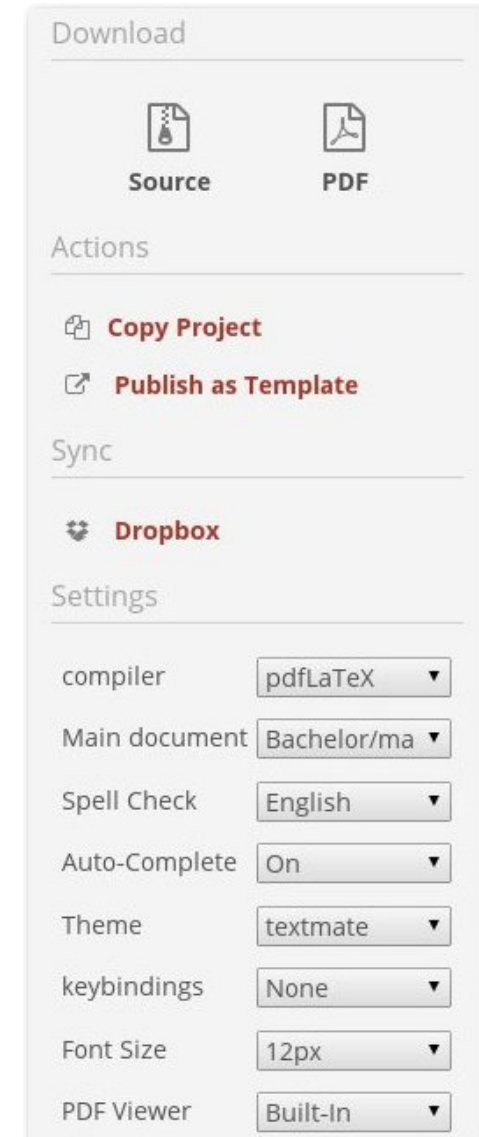 Download
Source PDF
Actions
Copy Project
Publish as Template
Sync
Dropbox
Settings
compiler pdfLaTeX
Main document Bachelor/ma
Spell Check English
Auto-Complete On
Theme textmate
keybindings None
Font Size 12px
PDF Viewer Built-In